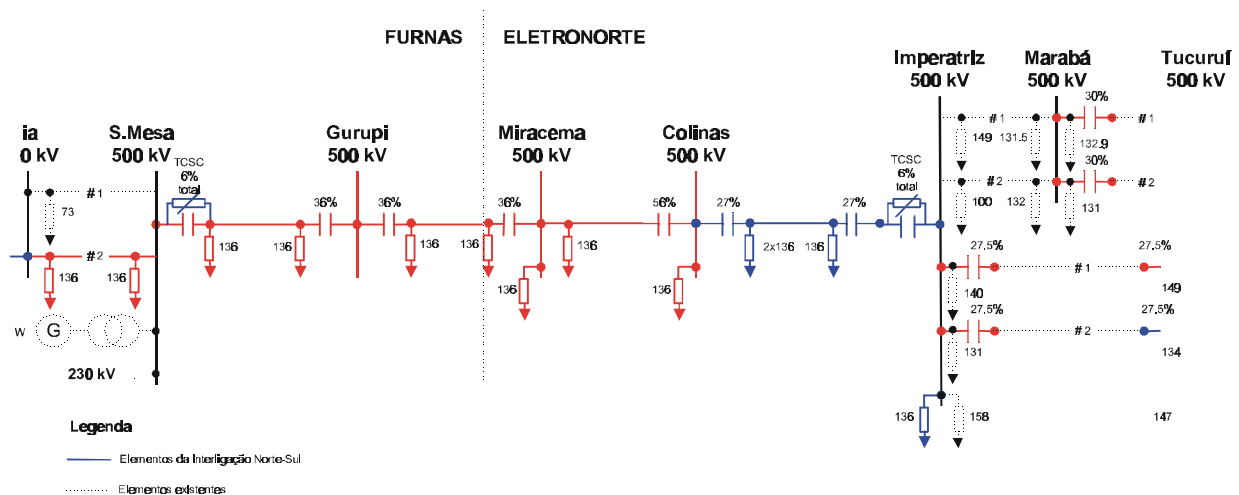 FURNAS ELETRONORTE
Imperatriz Marabá Tucuruí
500 kV 500 kV 500 kV
30%
#1 #1
149 131.5 132.9
ia S.Mesa Gurupi Miracema Colinas
0 kV 500 kV 500 kV 500 kV 500 kV
TCSC TCSC
6% 6%
total total
30%
#2 #2
100 132 131
#1
73
36% 36% 36% 56% 27% 27%
136 136 136 136 136 2x136 136
#2
136 136
136 136
27.5% 27.5%
#1
140 149
27.5% 27.5%
#2
131 134
W G
230 kV
136 158 147
Legenda
Elementos da Interligação Norte-Sul
Elementos existentes